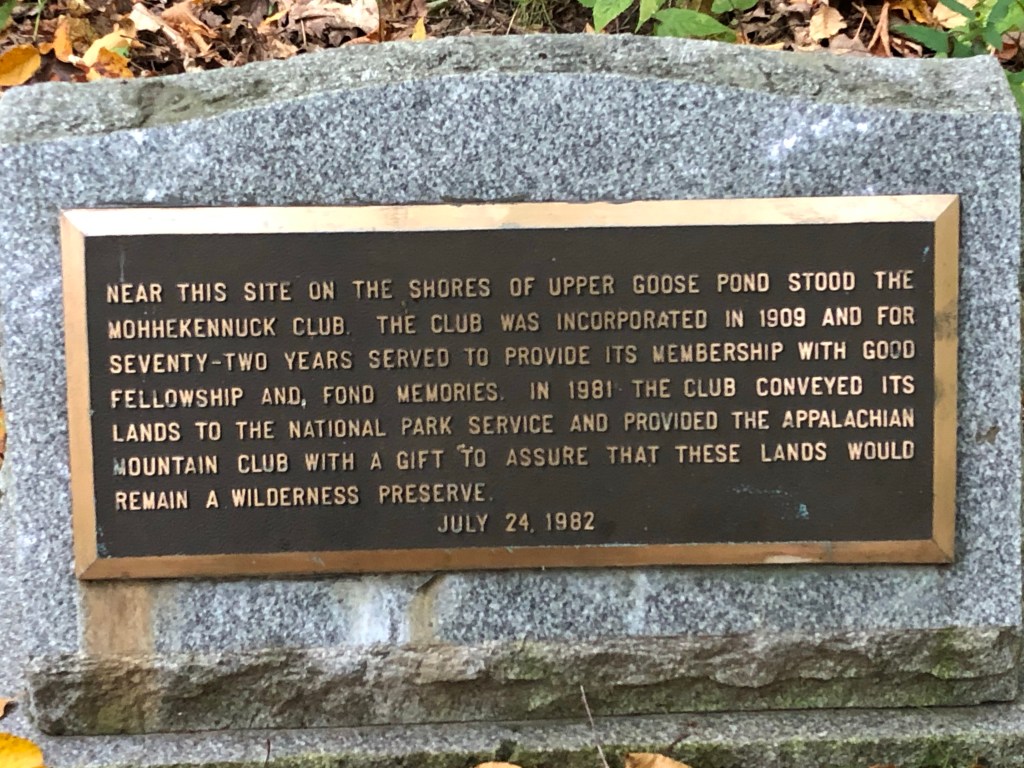 NEAR THIS SITE ON THE SHORES OF UPPER GOOSE POND STOOD THE
MOHHEKENNUCK CLUB. THE CLUB WAS INCORPORATED IN 1909 AND FOR
SEVENTY-TWO YEARS SERVED TO PROVIDE ITS MEMBERSHIP WITH GOOD
FELLOWSHIP AND, FOND MEMORIES. IN 1981 THE CLUB CONVEYED ITS
LANDS TO THE NATIONAL PARK SERVICE AND PROVIDED THE APPALACHIAN
MOUNTAIN CLUB WITH A GIFT TO ASSURE THAT THESE LANDS WOULD
REMAIN A WILDERNESS PRESERVE.
JULY 24, 1982